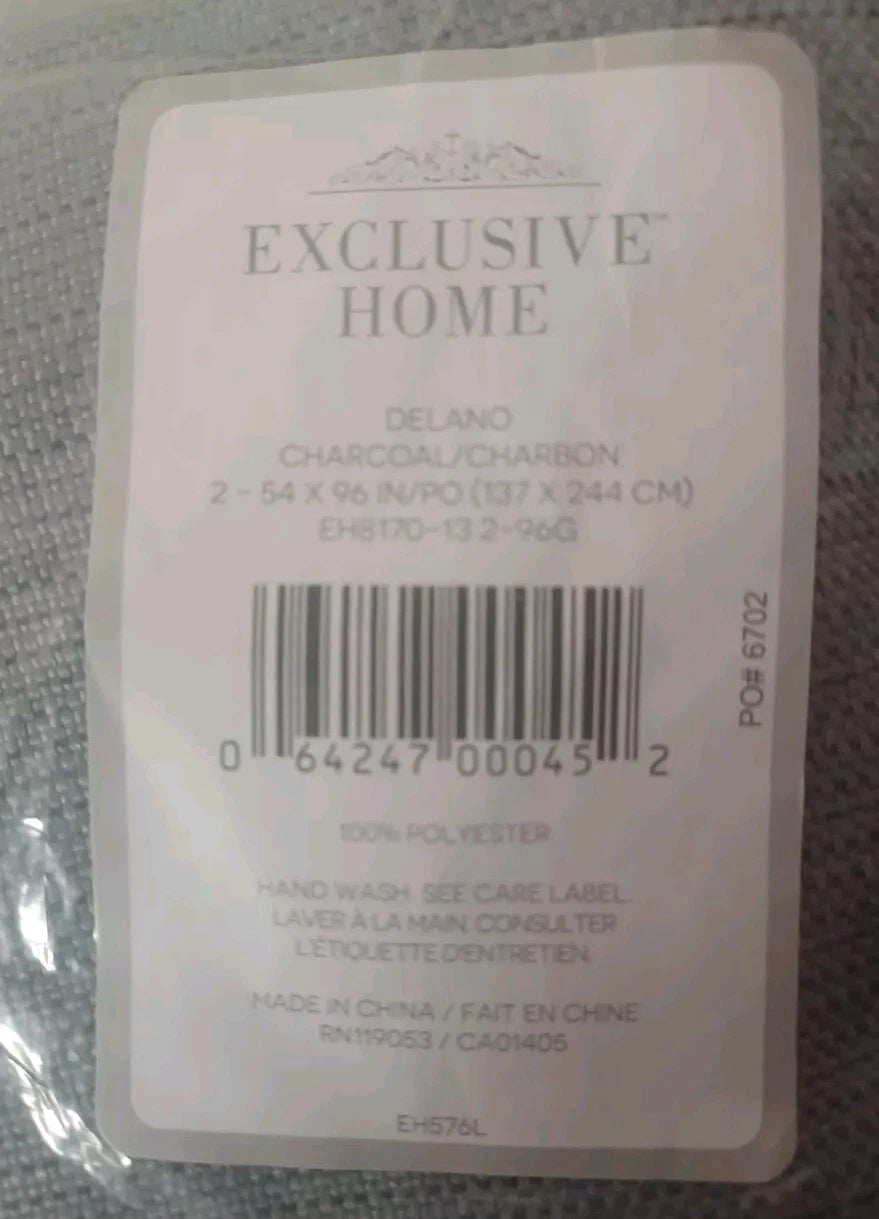 EXCLUSIVE™
HOME
DELANO
CHARCOAL/CHARBON
2 - 54 X 96 IN/PO (137 X 244 CM)
EH8170-13 2-96G
0 64247 00045 2
PO# 6702
100% POLYESTER
HAND WASH. SEE CARE LABEL.
LAVER À LA MAIN. CONSULTER
L'ÉTIQUETTE D'ENTRETIEN.
MADE IN CHINA / FAIT EN CHINE
RN119053 / CA01405
EH576L